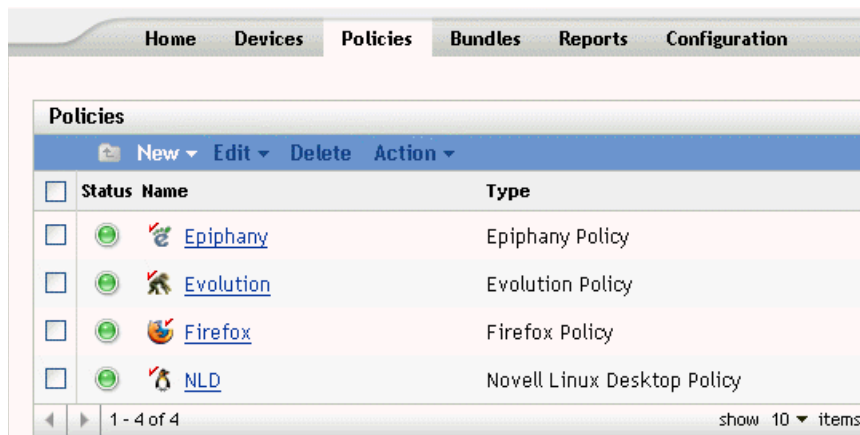 Home Devices Policies Bundles Reports Configuration
Policies
New Edit Delete Action
Status Name Type
Epiphany Epiphany Policy
Evolution Evolution Policy
Firefox Firefox Policy
NLD Novell Linux Desktop Policy
1 - 4 of 4 show 10 items